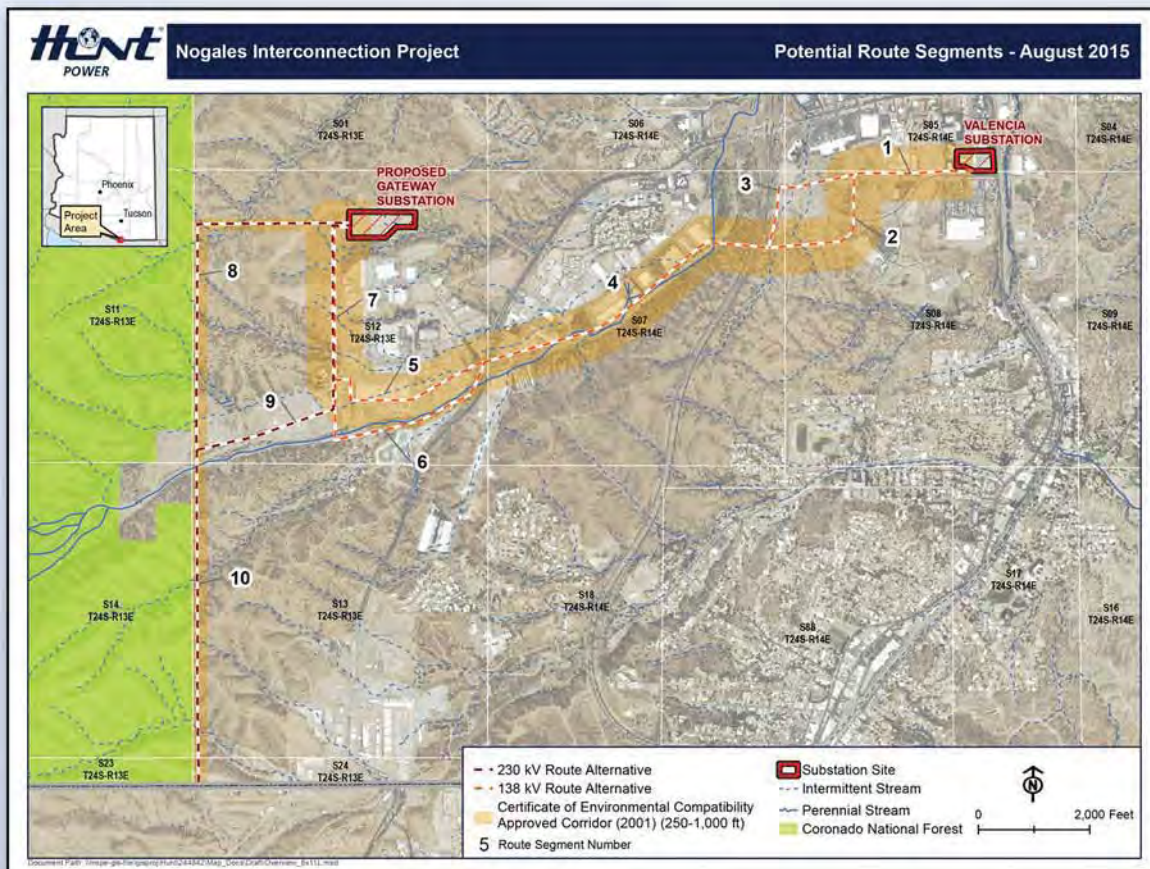 Hunt
POWER
Nogales Interconnection Project
Potential Route Segments - August 2015
Phoenix
Tucson
Project
Area
S01
T24S-R13E
S06
T24S-R14E
S05
T24S-R14E
VALENCIA
SUBSTATION
S04
T24S-R14E
1
3
PROPOSED
GATEWAY
SUBSTATION
2
8
4
7
S11
T24S-R13E
S12
T24S-R13E
S07
T24S-R14E
S08
T24S-R14E
S09
T24S-R14E
5
9
6
10
S14
T24S-R13E
S13
T24S-R13E
S18
T24S-R14E
S17
T24S-R14E
S16
T24S-R14E
S88
T24S-R14E
S23
T24S-R13E
S24
T24S-R13E
230 kV Route Alternative
138 kV Route Alternative
Certificate of Environmental Compatibility
Approved Corridor (2001) (250-1,000 ft)
5 Route Segment Number
Substation Site
Intermittent Stream
Perennial Stream
Coronado National Forest
N
0 2,000 Feet
Document Path: